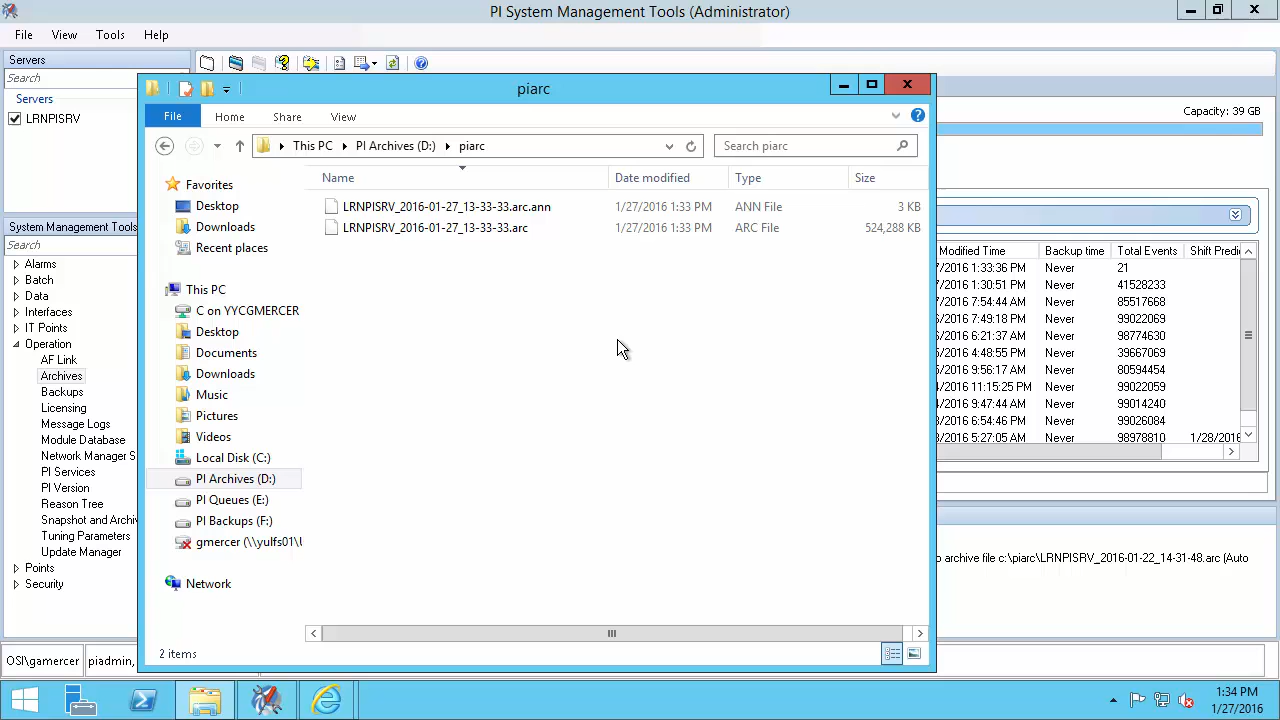 PI System Management Tools (Administrator)
File View Tools Help
Servers
Search
Servers
LRNPISRV
System Management Tools
Search
Alarms
Batch
Data
Interfaces
IT Points
Operation
AF Link
Archives
Backups
Licensing
Message Logs
Module Database
Network Manager S
PI Services
PI Version
Reason Tree
Snapshot and Archiv
Tuning Parameters
Update Manager
Points
Security
OSI\gamercer piadmin,
piarc
File Home Share View
This PC PI Archives (D:) piarc
Search piarc
Favorites
Desktop
Downloads
Recent places
This PC
C on YYCGMERCER
Desktop
Documents
Downloads
Music
Pictures
Videos
Local Disk (C:)
PI Archives (D:)
PI Queues (E:)
PI Backups (F:)
gmercer (\\yulfs01\
Network
Name Date modified Type Size
LRNPISRV_2016-01-27_13-33-33.arc.ann 1/27/2016 1:33 PM ANN File 3 KB
LRNPISRV_2016-01-27_13-33-33.arc 1/27/2016 1:33 PM ARC File 524,288 KB
2 items
Capacity: 39 GB
Modified Time Backup time Total Events Shift Predi
/2016 1:33:36 PM Never 21
/2016 1:30:51 PM Never 41528233
/2016 7:54:44 AM Never 85517668
/2016 7:49:18 PM Never 99022069
/2016 6:21:37 AM Never 98774630
/2016 4:48:55 PM Never 39667069
/2016 9:56:17 AM Never 80594454
/2016 11:15:25 PM Never 99022059
/2016 9:47:44 AM Never 99014240
/2016 6:54:46 PM Never 99026084
/2016 5:27:05 AM Never 98978810 1/28/2016
o archive file c:\piarc\LRNPISRV_2016-01-22_14-31-48.arc (Auto
1:34 PM
1/27/2016